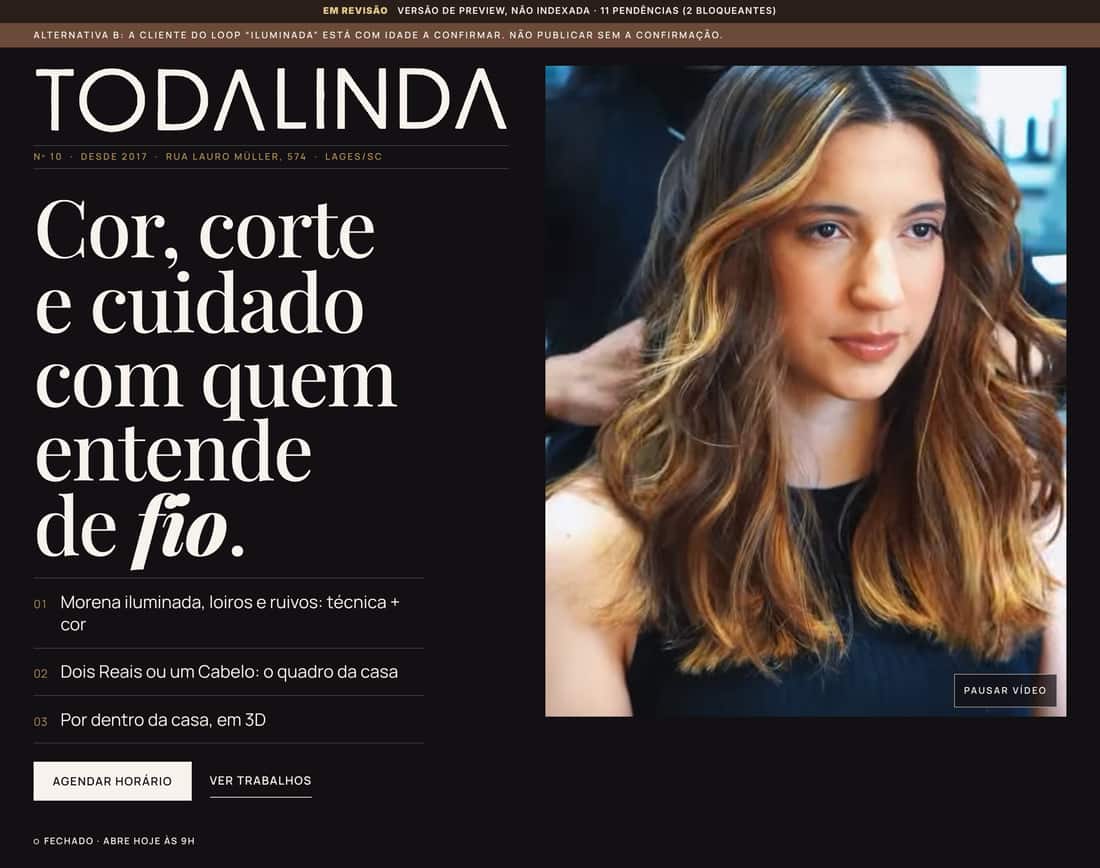 EM REVISÃO VERSÃO DE PREVIEW, NÃO INDEXADA · 11 PENDÊNCIAS (2 BLOQUEANTES)
ALTERNATIVA B: A CLIENTE DO LOOP "ILUMINADA" ESTÁ COM IDADE A CONFIRMAR. NÃO PUBLICAR SEM A CONFIRMAÇÃO.
TODALINDA
Nº 10 · DESDE 2017 · RUA LAURO MÜLLER, 574 · LAGES/SC
Cor, corte
e cuidado
com quem
entende
de fio.
01 Morena iluminada, loiros e ruivos: técnica +
cor
02 Dois Reais ou um Cabelo: o quadro da casa
03 Por dentro da casa, em 3D
PAUSAR VÍDEO
AGENDAR HORÁRIO VER TRABALHOS
FECHADO · ABRE HOJE ÀS 9H